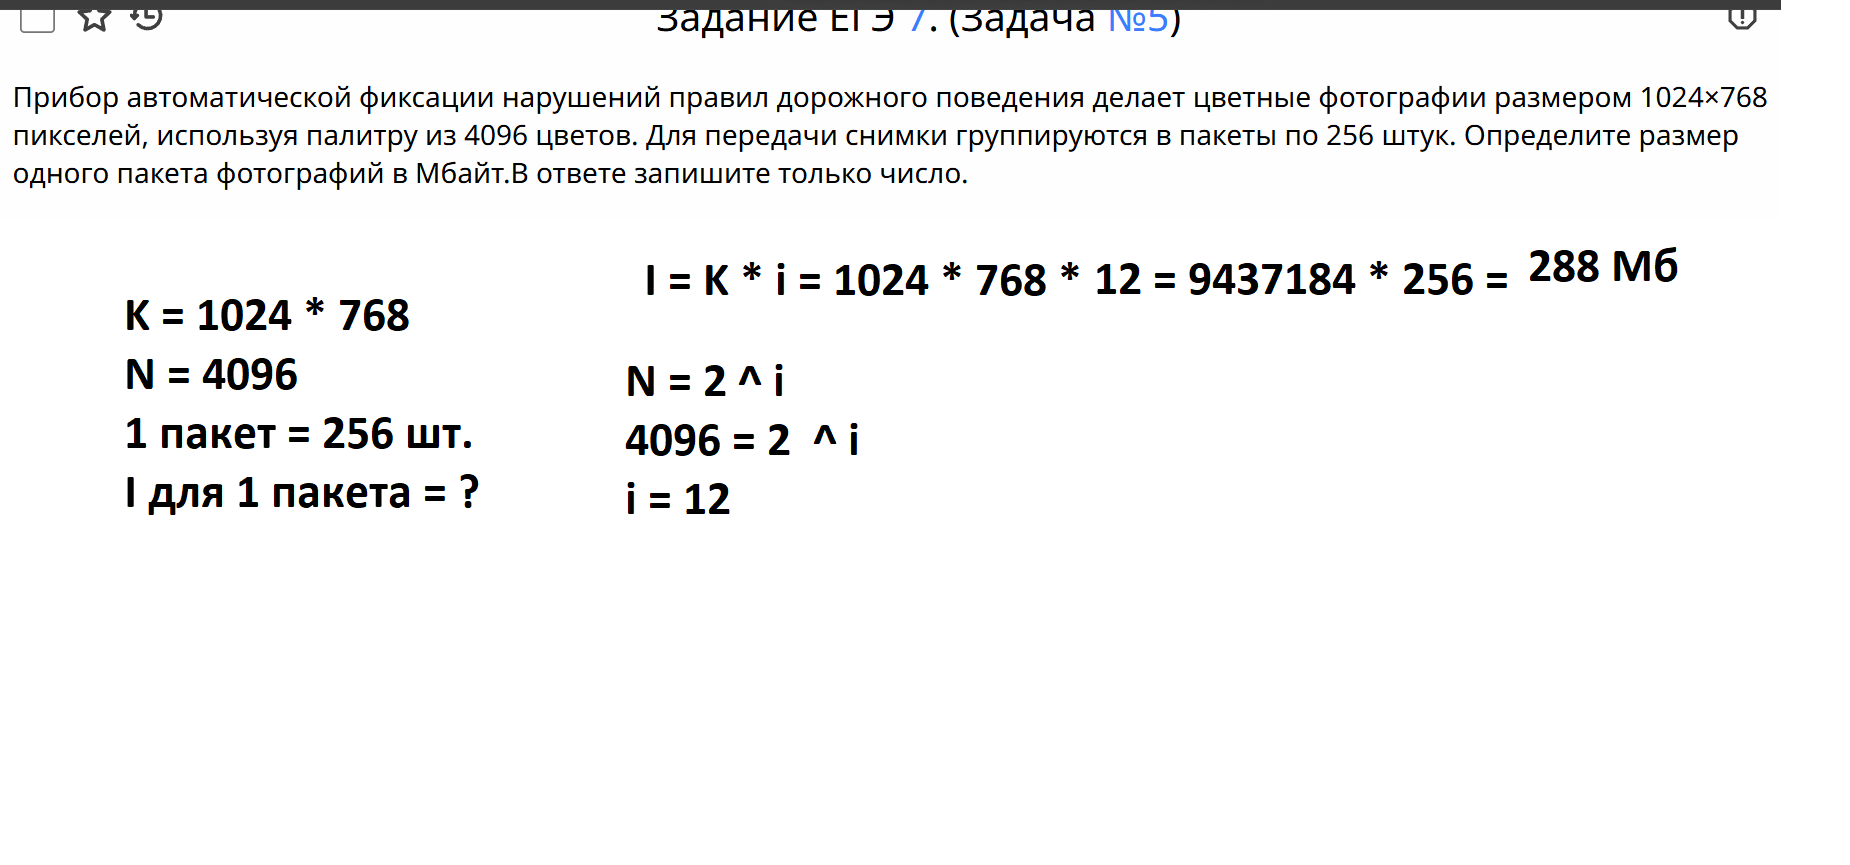 Задание ЕГЭ 7. (Задача №5)
Прибор автоматической фиксации нарушений правил дорожного поведения делает цветные фотографии размером 1024×768
пикселей, используя палитру из 4096 цветов. Для передачи снимки группируются в пакеты по 256 штук. Определите размер
одного пакета фотографий в Мбайт.В ответе запишите только число.
I = K * i = 1024 * 768 * 12 = 9437184 * 256 = 288 Мб
K = 1024 * 768
N = 4096
1 пакет = 256 шт.
I для 1 пакета = ?
N = 2 ^ i
4096 = 2 ^ i
i = 12